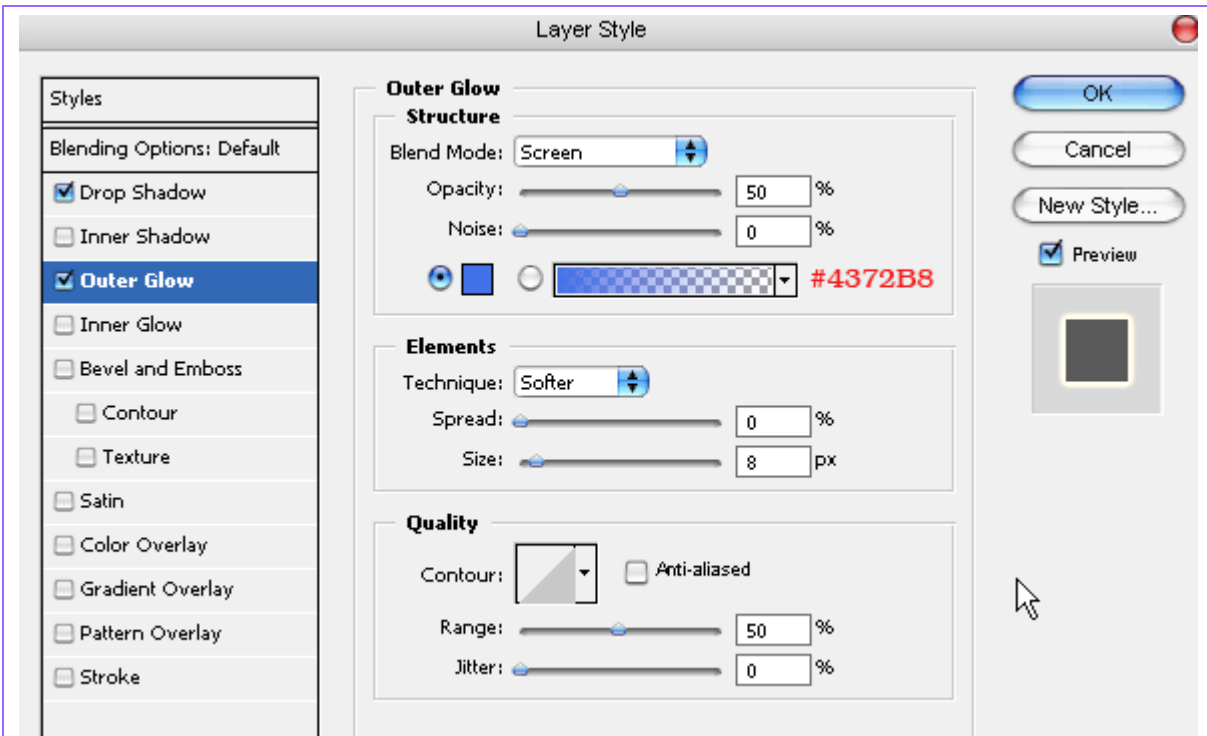 Layer Style
Styles
Blending Options: Default
Drop Shadow
Inner Shadow
Outer Glow
Inner Glow
Bevel and Emboss
Contour
Texture
Satin
Color Overlay
Gradient Overlay
Pattern Overlay
Stroke
Outer Glow
Structure
Blend Mode: Screen
Opacity: 50 %
Noise: 0 %
#4372B8
Elements
Technique: Softer
Spread: 0 %
Size: 8 px
Quality
Contour: Anti-aliased
Range: 50 %
Jitter: 0 %
OK
Cancel
New Style...
Preview